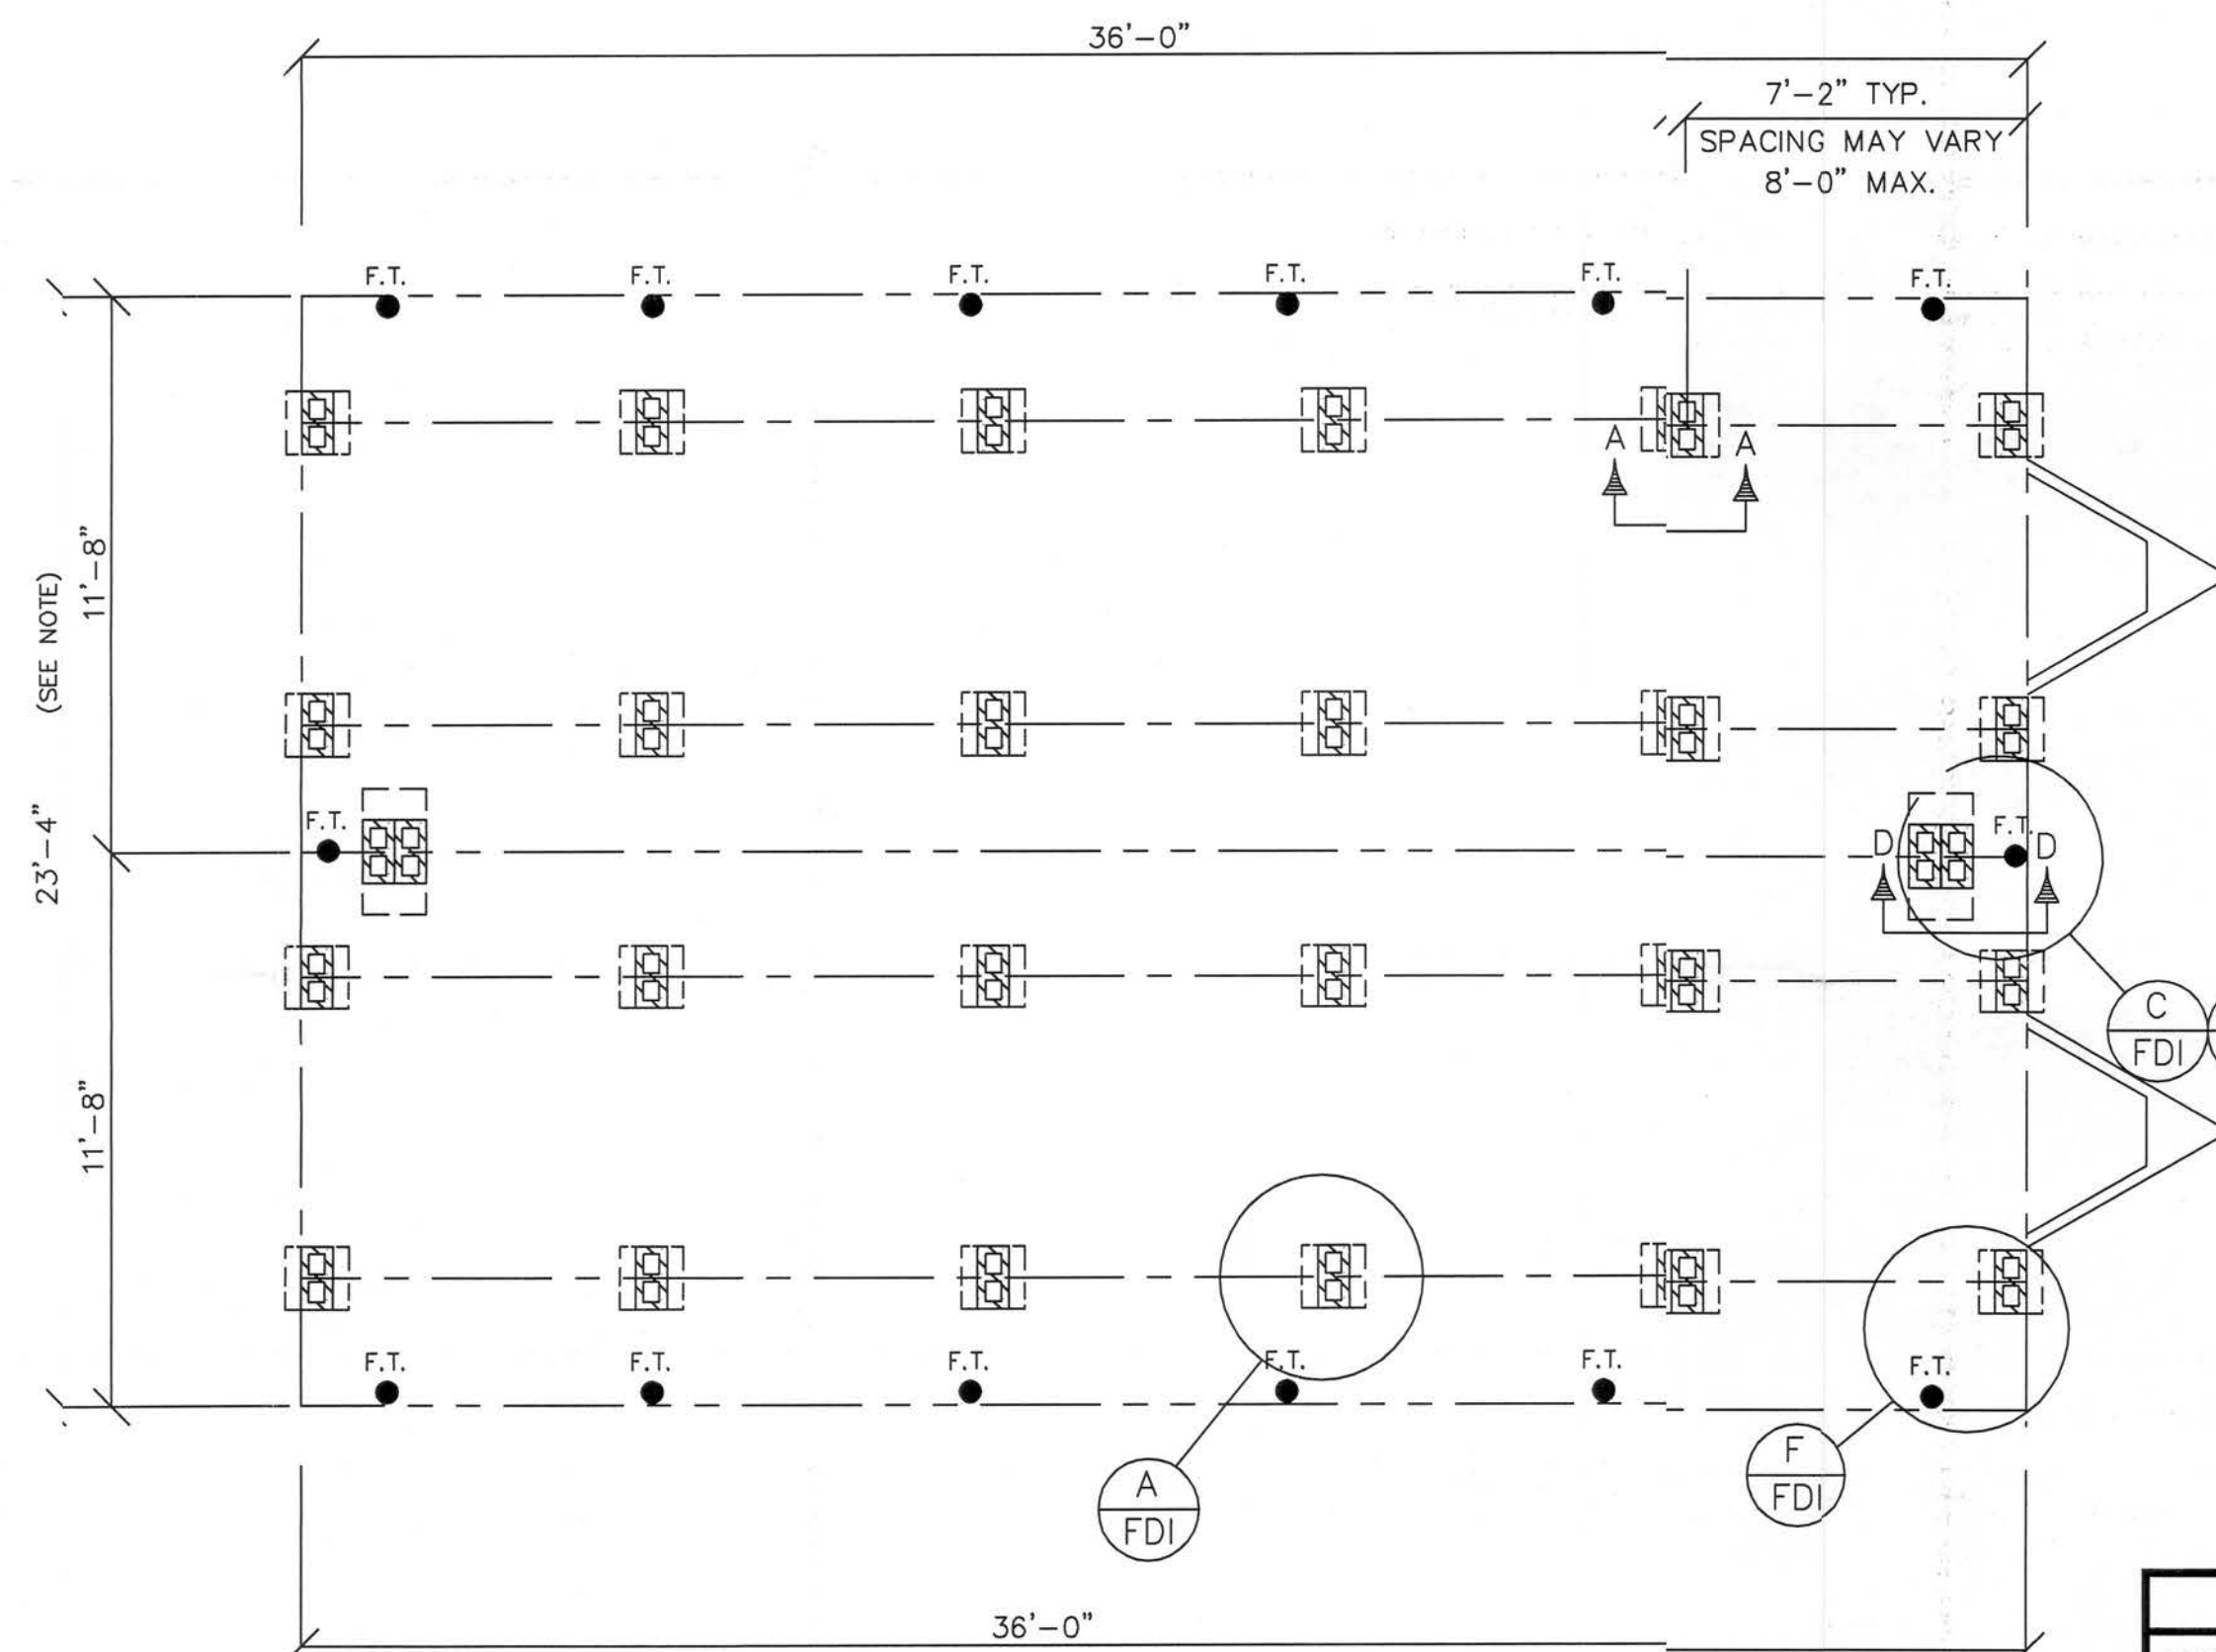 36'-0"
7'-2" TYP.
SPACING MAY VARY
8'-0" MAX.
F.T. F.T. F.T. F.T. F.T. F.T.
A A
11'-8"
23'-4" (SEE NOTE)
F.T. F.T.
D D
C
FDI
11'-8"
F.T. F.T. F.T. F.T. F.T. F.T.
A
FDI
F
FDI
36'-0"